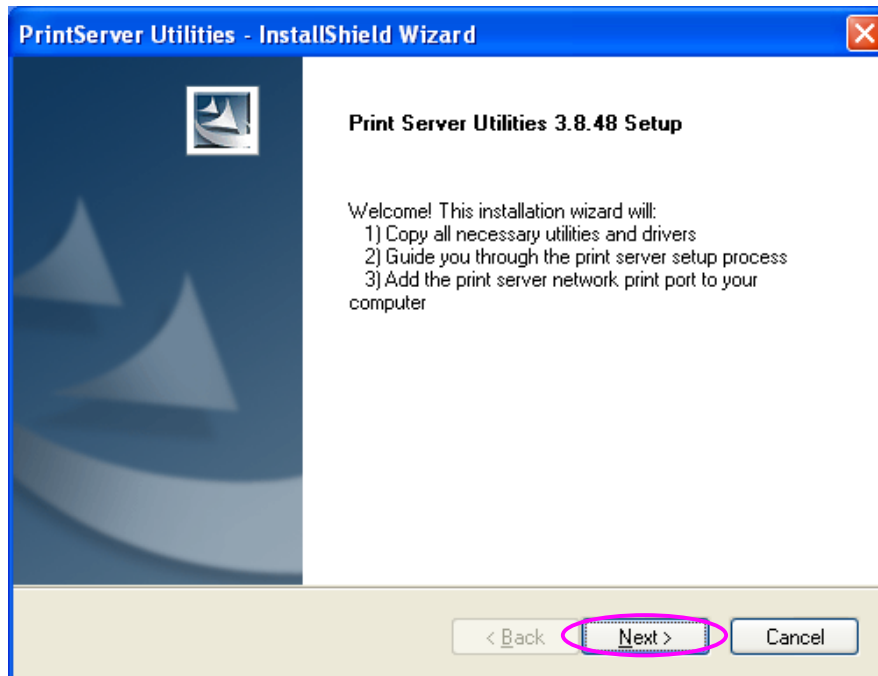 PrintServer Utilities - InstallShield Wizard
Print Server Utilities 3.8.48 Setup
Welcome! This installation wizard will:
1) Copy all necessary utilities and drivers
2) Guide you through the print server setup process
3) Add the print server network print port to your
computer
< Back Next > Cancel